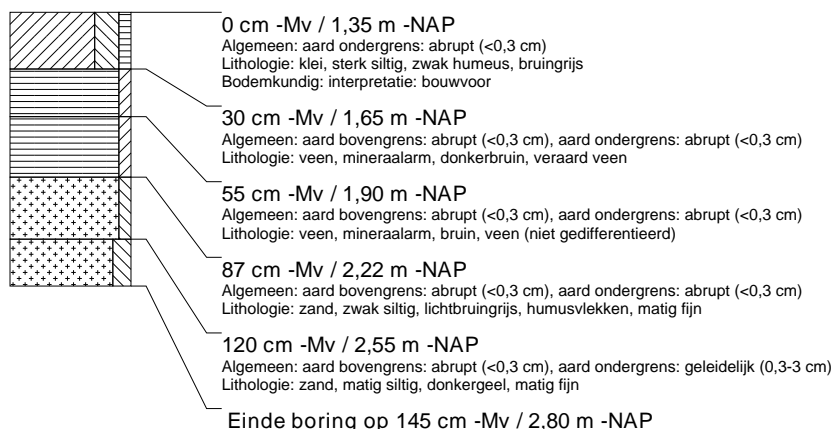 0 cm -Mv / 1,35 m -NAP
Algemeen: aard ondergrens: abrupt (<0,3 cm)
Lithologie: klei, sterk siltig, zwak humeus, bruingrijs
Bodemkundig: interpretatie: bouwvoor
30 cm -Mv / 1,65 m -NAP
Algemeen: aard bovengrens: abrupt (<0,3 cm), aard ondergrens: abrupt (<0,3 cm)
Lithologie: veen, mineraalarm, donkerbruin, veraard veen
55 cm -Mv / 1,90 m -NAP
Algemeen: aard bovengrens: abrupt (<0,3 cm), aard ondergrens: abrupt (<0,3 cm)
Lithologie: veen, mineraalarm, bruin, veen (niet gedifferentieerd)
87 cm -Mv / 2,22 m -NAP
Algemeen: aard bovengrens: abrupt (<0,3 cm), aard ondergrens: abrupt (<0,3 cm)
Lithologie: zand, zwak siltig, lichtbruingrijs, humusvlekken, matig fijn
120 cm -Mv / 2,55 m -NAP
Algemeen: aard bovengrens: abrupt (<0,3 cm), aard ondergrens: geleidelijk (0,3-3 cm)
Lithologie: zand, matig siltig, donkergeel, matig fijn
Einde boring op 145 cm -Mv / 2,80 m -NAP